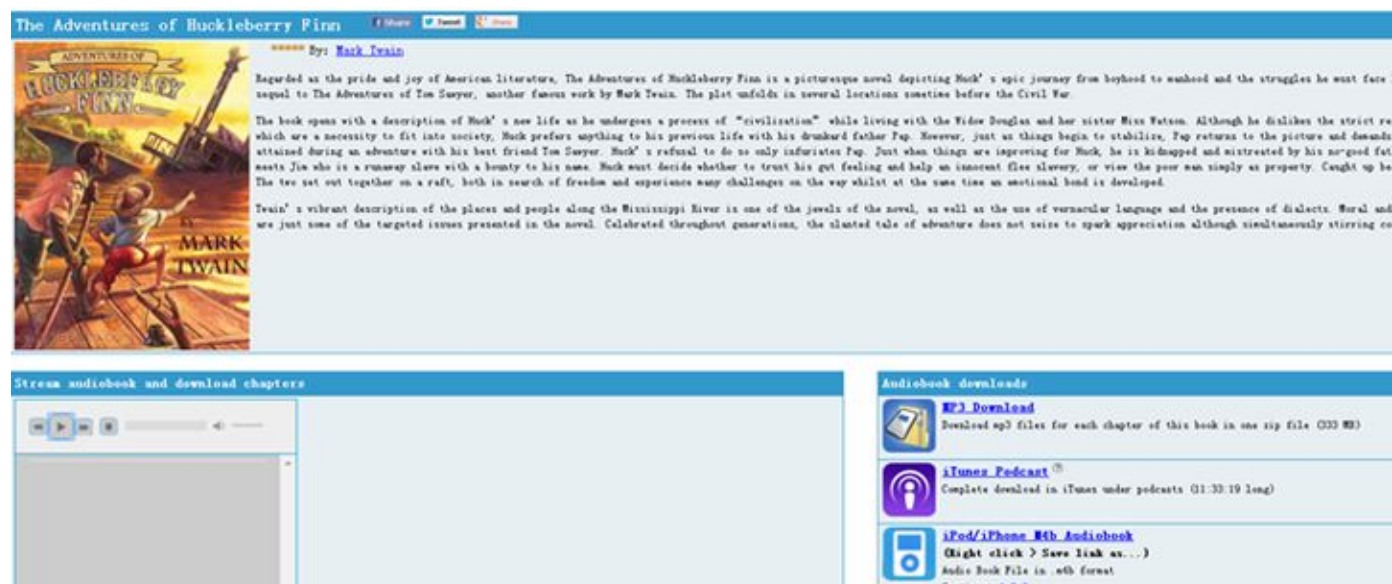 The Adventures of Huckleberry Finn
Share
Tweet
Share
ADVENTURES OF
HUCKLEBERRY
FINN
BY
MARK
TWAIN
***** By: Mark Twain
Regarded as the pride and joy of American literature, The Adventures of Huckleberry Finn is a picturesque novel depicting Huck's epic journey from boyhood to manhood and the struggles he must face
sequel to The Adventures of Tom Sawyer, another famous work by Mark Twain. The plot unfolds in several locations sometime before the Civil War.
The book opens with a description of Huck's new life as he undergoes a process of "civilization" while living with the Widow Douglas and her sister Miss Watson. Although he dislikes the strict re
which are a necessity to fit into society, Huck prefers anything to his previous life with his drunkard father Pap. However, just as things begin to stabilize, Pap returns to the picture and demands
attained during an adventure with his best friend Tom Sawyer. Huck's refusal to do so only infuriates Pap. Just when things are improving for Huck, he is kidnapped and mistreated by his no-good fat
meets Jim who is a runaway slave with a bounty to his name. Huck must decide whether to trust his gut feeling and help an innocent flee slavery, or view the poor man simply as property. Caught up be
The two set out together on a raft, both in search of freedom and experience many challenges on the way whilst at the same time an emotional bond is developed.
Twain's vibrant description of the places and people along the Mississippi River is one of the jewels of the novel, as well as the use of vernacular language and the presence of dialects. Moral and
are just some of the targeted issues presented in the novel. Celebrated throughout generations, the slanted tale of adventure does not seize to spark appreciation although simultaneously stirring co
Stream audiobook and download chapters
Audiobook downloads
MP3 Download
Download mp3 files for each chapter of this book in one zip file (333 MB)
iTunes Podcast
Complete download in iTunes under podcasts (11:33:19 long)
iPod/iPhone M4b Audiobook
(Right click > Save link as...)
Audio Book File in .m4b format